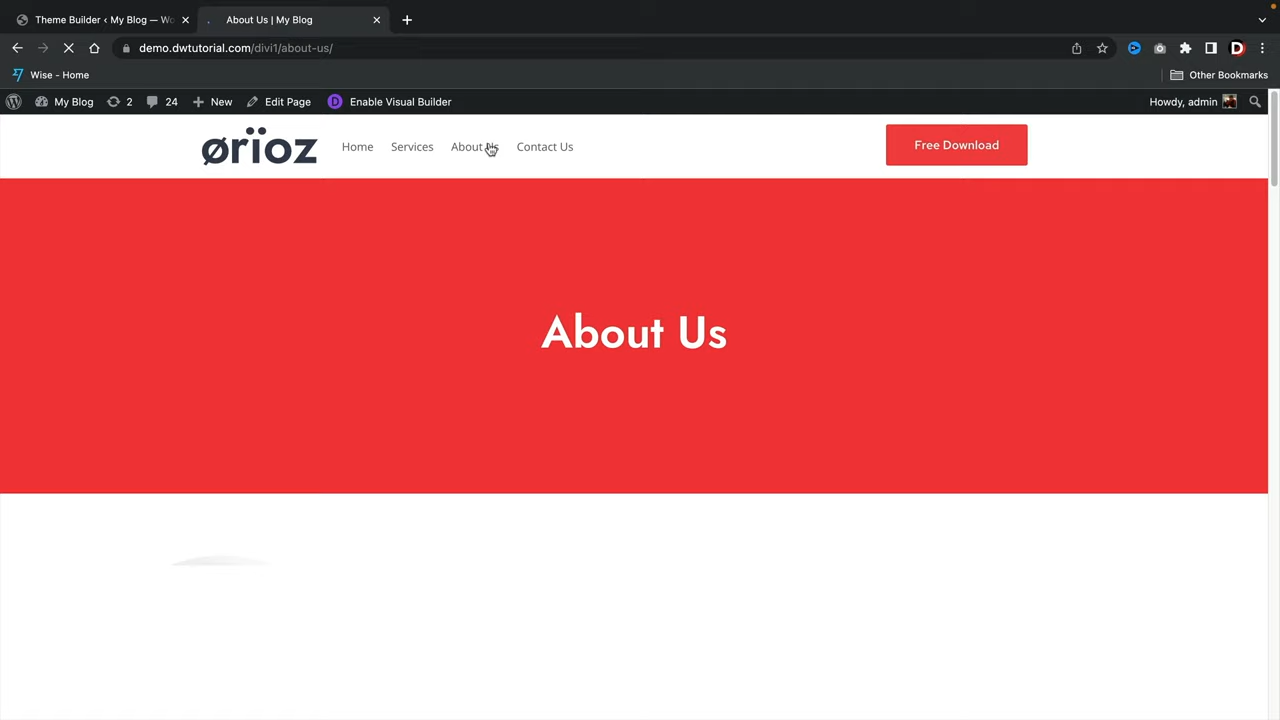 Theme Builder ‹ My Blog — Wo
About Us | My Blog
demo.dwtutorial.com/divi1/about-us/
Wise - Home
Other Bookmarks
My Blog 2 24 New Edit Page D Enable Visual Builder Howdy, admin
ørïoz Home Services About Us Contact Us Free Download
About Us